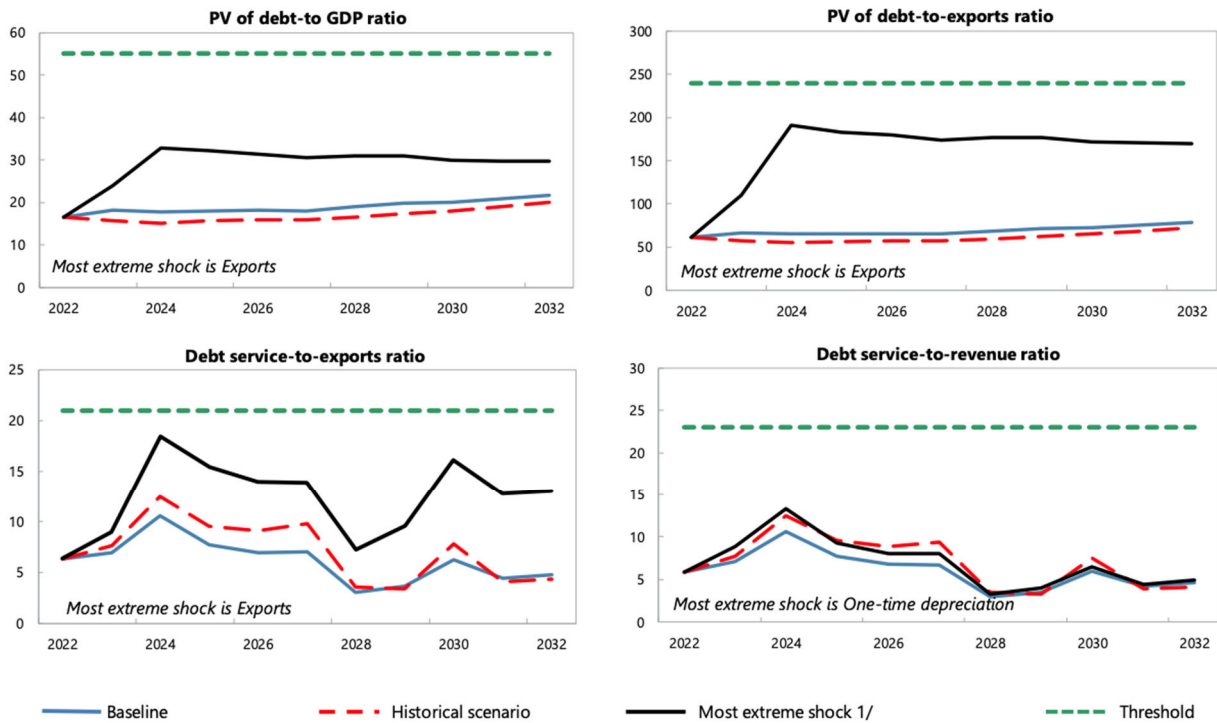 PV of debt-to GDP ratio
60
50
40
30
20
10
0
Most extreme shock is Exports
2022 2024 2026 2028 2030 2032
PV of debt-to-exports ratio
300
250
200
150
100
50
0
Most extreme shock is Exports
2022 2024 2026 2028 2030 2032
Debt service-to-exports ratio
25
20
15
10
5
0
Most extreme shock is Exports
2022 2024 2026 2028 2030 2032
Debt service-to-revenue ratio
30
25
20
15
10
5
0
Most extreme shock is One-time depreciation
2022 2024 2026 2028 2030 2032
Baseline Historical scenario Most extreme shock 1/ Threshold